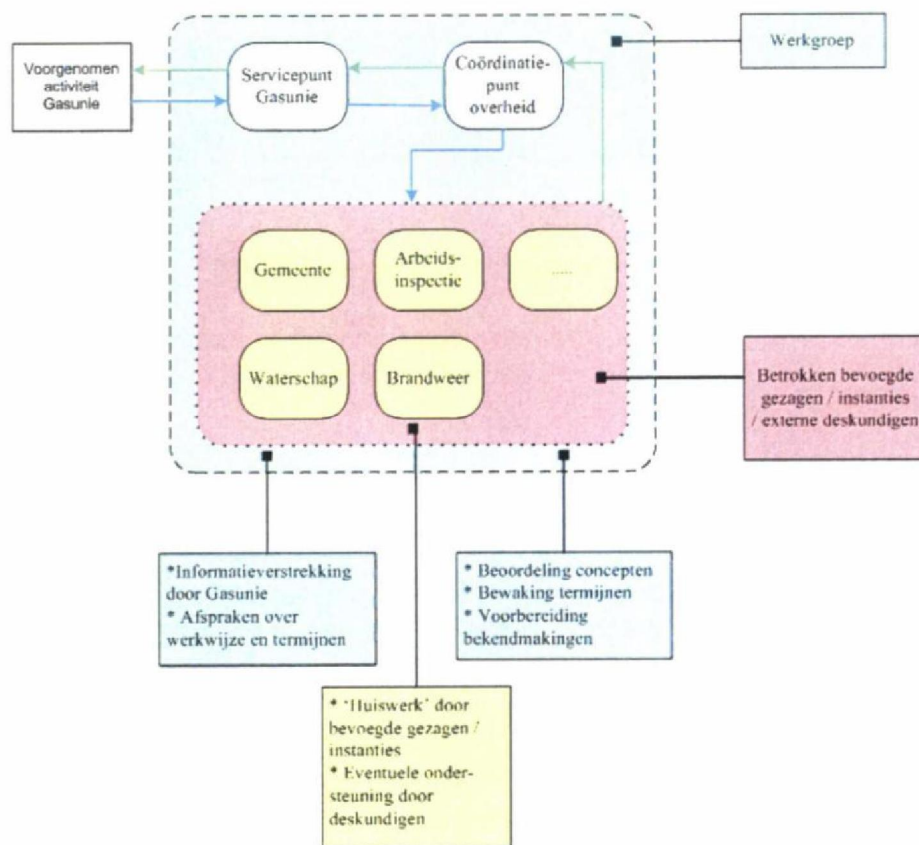 Werkgroep
Voorgenomen
activiteit
Gasunie
Servicepunt
Gasunie
Coördinatie-
punt
overheid
Gemeente
Arbeids-
inspectie
.....
Waterschap
Brandweer
Betrokken bevoegde
gezagen / instanties
/ externe deskundigen
*Informatieverstrekking
door Gasunie
* Afspraken over
werkwijze en termijnen
* Beoordeling concepten
* Bewaking termijnen
* Voorbereiding
bekendmakingen
* ‘Huiswerk’ door
bevoegde gezagen /
instanties
* Eventuele onder-
steuning door
deskundigen